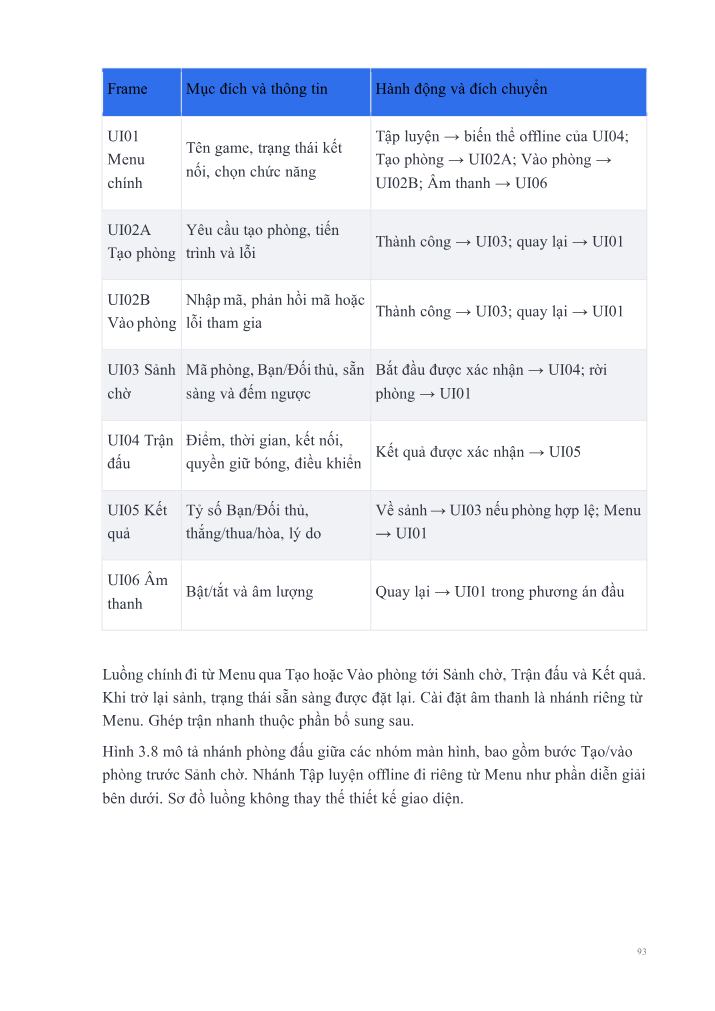 Frame Mục đích và thông tin Hành động và đích chuyển
UI01 Menu chính
Tên game, trạng thái kết nối, chọn chức năng
Tập luyện → biến thể offline của UI04;
Tạo phòng → UI02A; Vào phòng →
UI02B; Âm thanh → UI06
UI02A
Tạo phòng
Yêu cầu tạo phòng, tiến
trình và lỗi
Thành công → UI03; quay lại → UI01
UI02B
Vào phòng
Nhập mã, phản hồi mã hoặc
lỗi tham gia
Thành công → UI03; quay lại → UI01
UI03 Sảnh
chờ
Mã phòng, Bạn/Đối thủ, sẵn
sàng và đếm ngược
Bắt đầu được xác nhận → UI04; rời
phòng → UI01
UI04 Trận
đấu
Điểm, thời gian, kết nối,
quyền giữ bóng, điều khiển
Kết quả được xác nhận → UI05
UI05 Kết
quả
Tỷ số Bạn/Đối thủ,
thắng/thua/hòa, lý do
Về sảnh → UI03 nếu phòng hợp lệ; Menu
→ UI01
UI06 Âm
thanh
Bật/tắt và âm lượng
Quay lại → UI01 trong phương án đầu
Luồng chính đi từ Menu qua Tạo hoặc Vào phòng tới Sảnh chờ, Trận đấu và Kết quả.
Khi trở lại sảnh, trạng thái sẵn sàng được đặt lại. Cài đặt âm thanh là nhánh riêng từ
Menu. Ghép trận nhanh thuộc phần bổ sung sau.
Hình 3.8 mô tả nhánh phòng đấu giữa các nhóm màn hình, bao gồm bước Tạo/vào
phòng trước Sảnh chờ. Nhánh Tập luyện offline đi riêng từ Menu như phần diễn giải
bên dưới. Sơ đồ luồng không thay thế thiết kế giao diện.
93